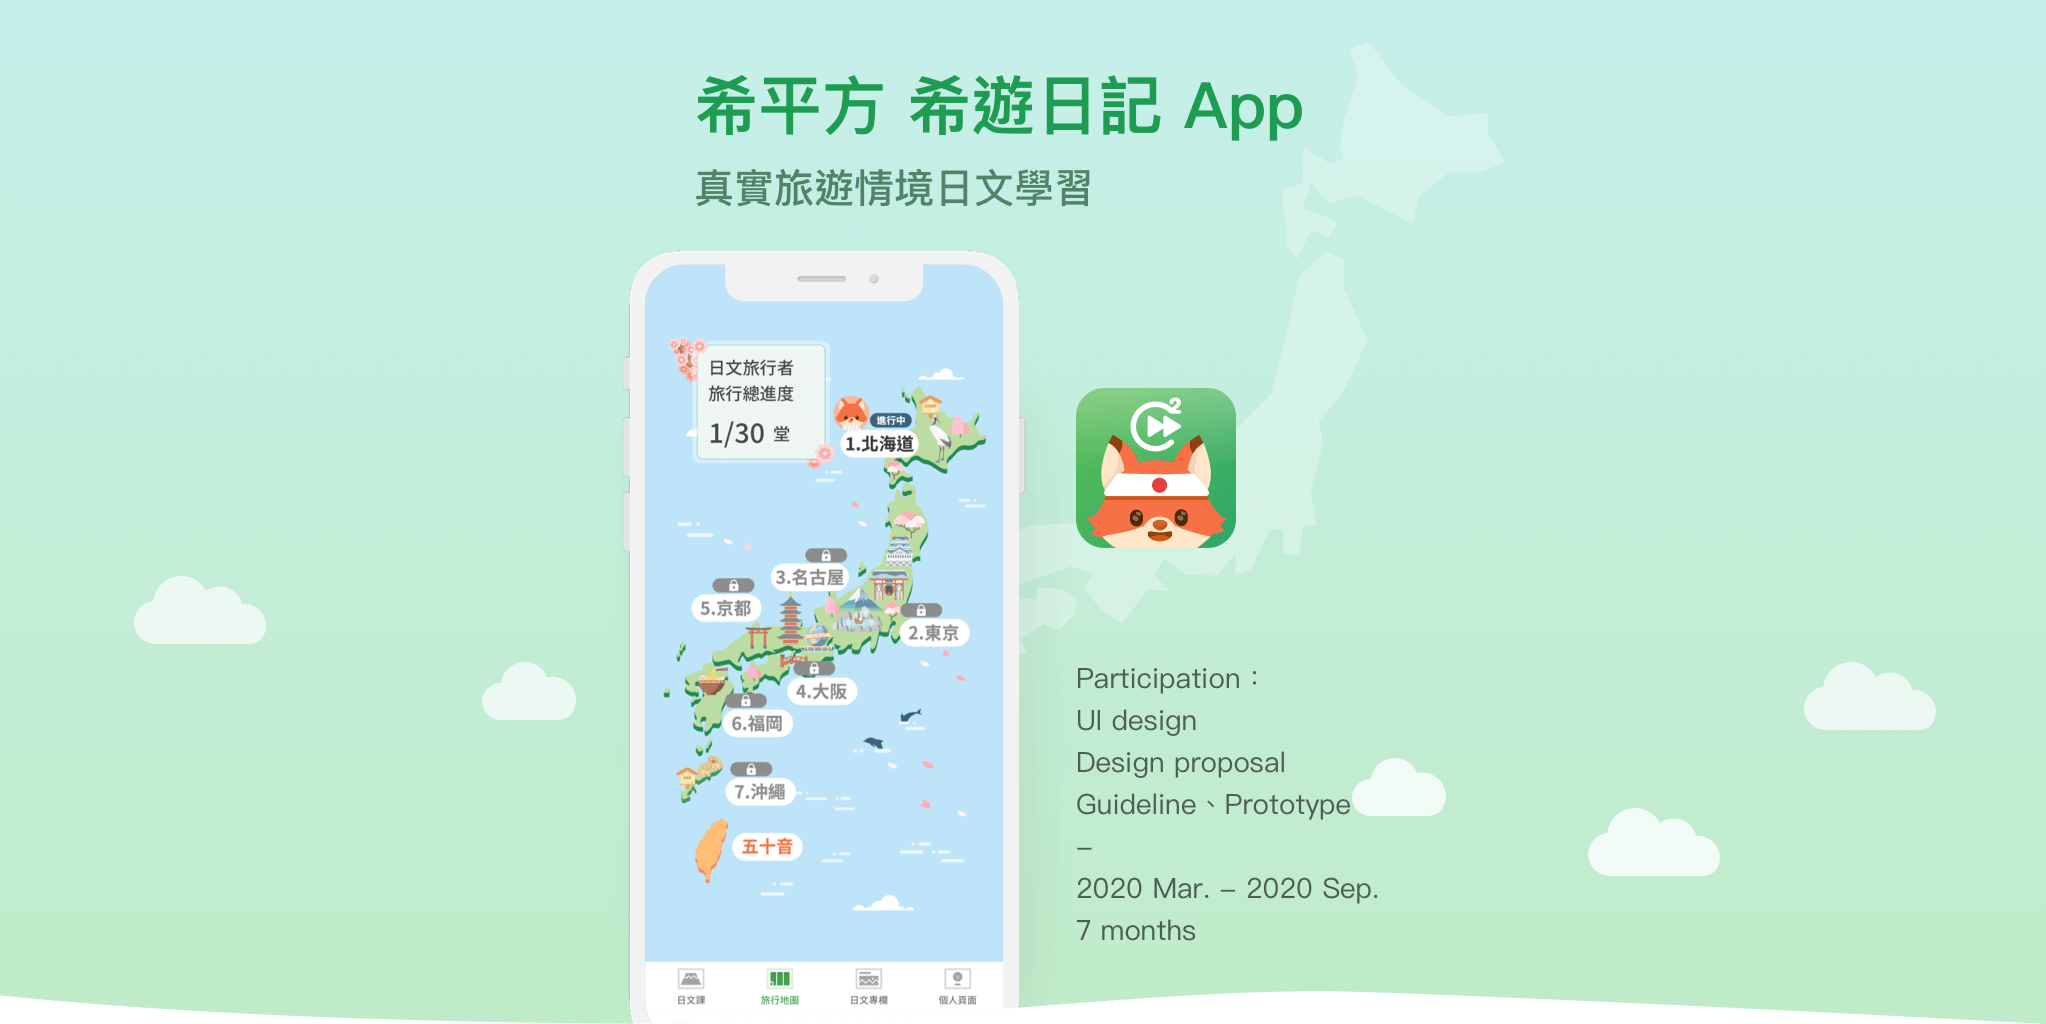 希平方 希遊日記 App
真實旅遊情境日文學習
日文旅行者
旅行總進度
1/30 堂
進行中
1.北海道
START
3.名古屋
5.京都
2.東京
UNIVERSAL
4.大阪
6.福岡
7.沖繩
五十音
日文課
旅行地圖
日文專欄
個人頁面
2
Participation：
UI design
Design proposal
Guideline、Prototype
–
2020 Mar. – 2020 Sep.
7 months